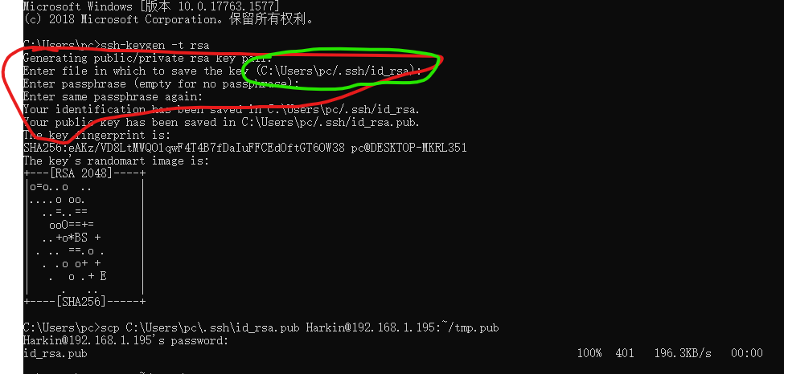 Microsoft Windows [版本 10.0.17763.1577]
(c) 2018 Microsoft Corporation。保留所有权利。
C:\Users\pc>ssh-keygen -t rsa
Generating public/private rsa key pair.
Enter file in which to save the key (C:\Users\pc/.ssh/id_rsa):
Enter passphrase (empty for no passphrase):
Enter same passphrase again:
Your identification has been saved in C:\Users\pc/.ssh/id_rsa.
Your public key has been saved in C:\Users\pc/.ssh/id_rsa.pub.
The key fingerprint is:
SHA256:eAKz/VD8LtMWQO1qwF4T4B7fDaIuFFCEdOftGT6OW38 pc@DESKTOP-MKRL351
The key's randomart image is:
+---[RSA 2048]----+
|o=o..o  ..       |
|....o oo.        |
|  ..=..==        |
|   ooO==+=       |
|  ..+o*BS +      |
| . .. ==.o .     |
|  . .o o+ +      |
|   .  o .+ E     |
|     .   ..      |
+----[SHA256]-----+
C:\Users\pc>scp C:\Users\pc\.ssh\id_rsa.pub Harkin@192.168.1.195:~/tmp.pub
Harkin@192.168.1.195's password:
id_rsa.pub 100% 401 196.3KB/s 00:00